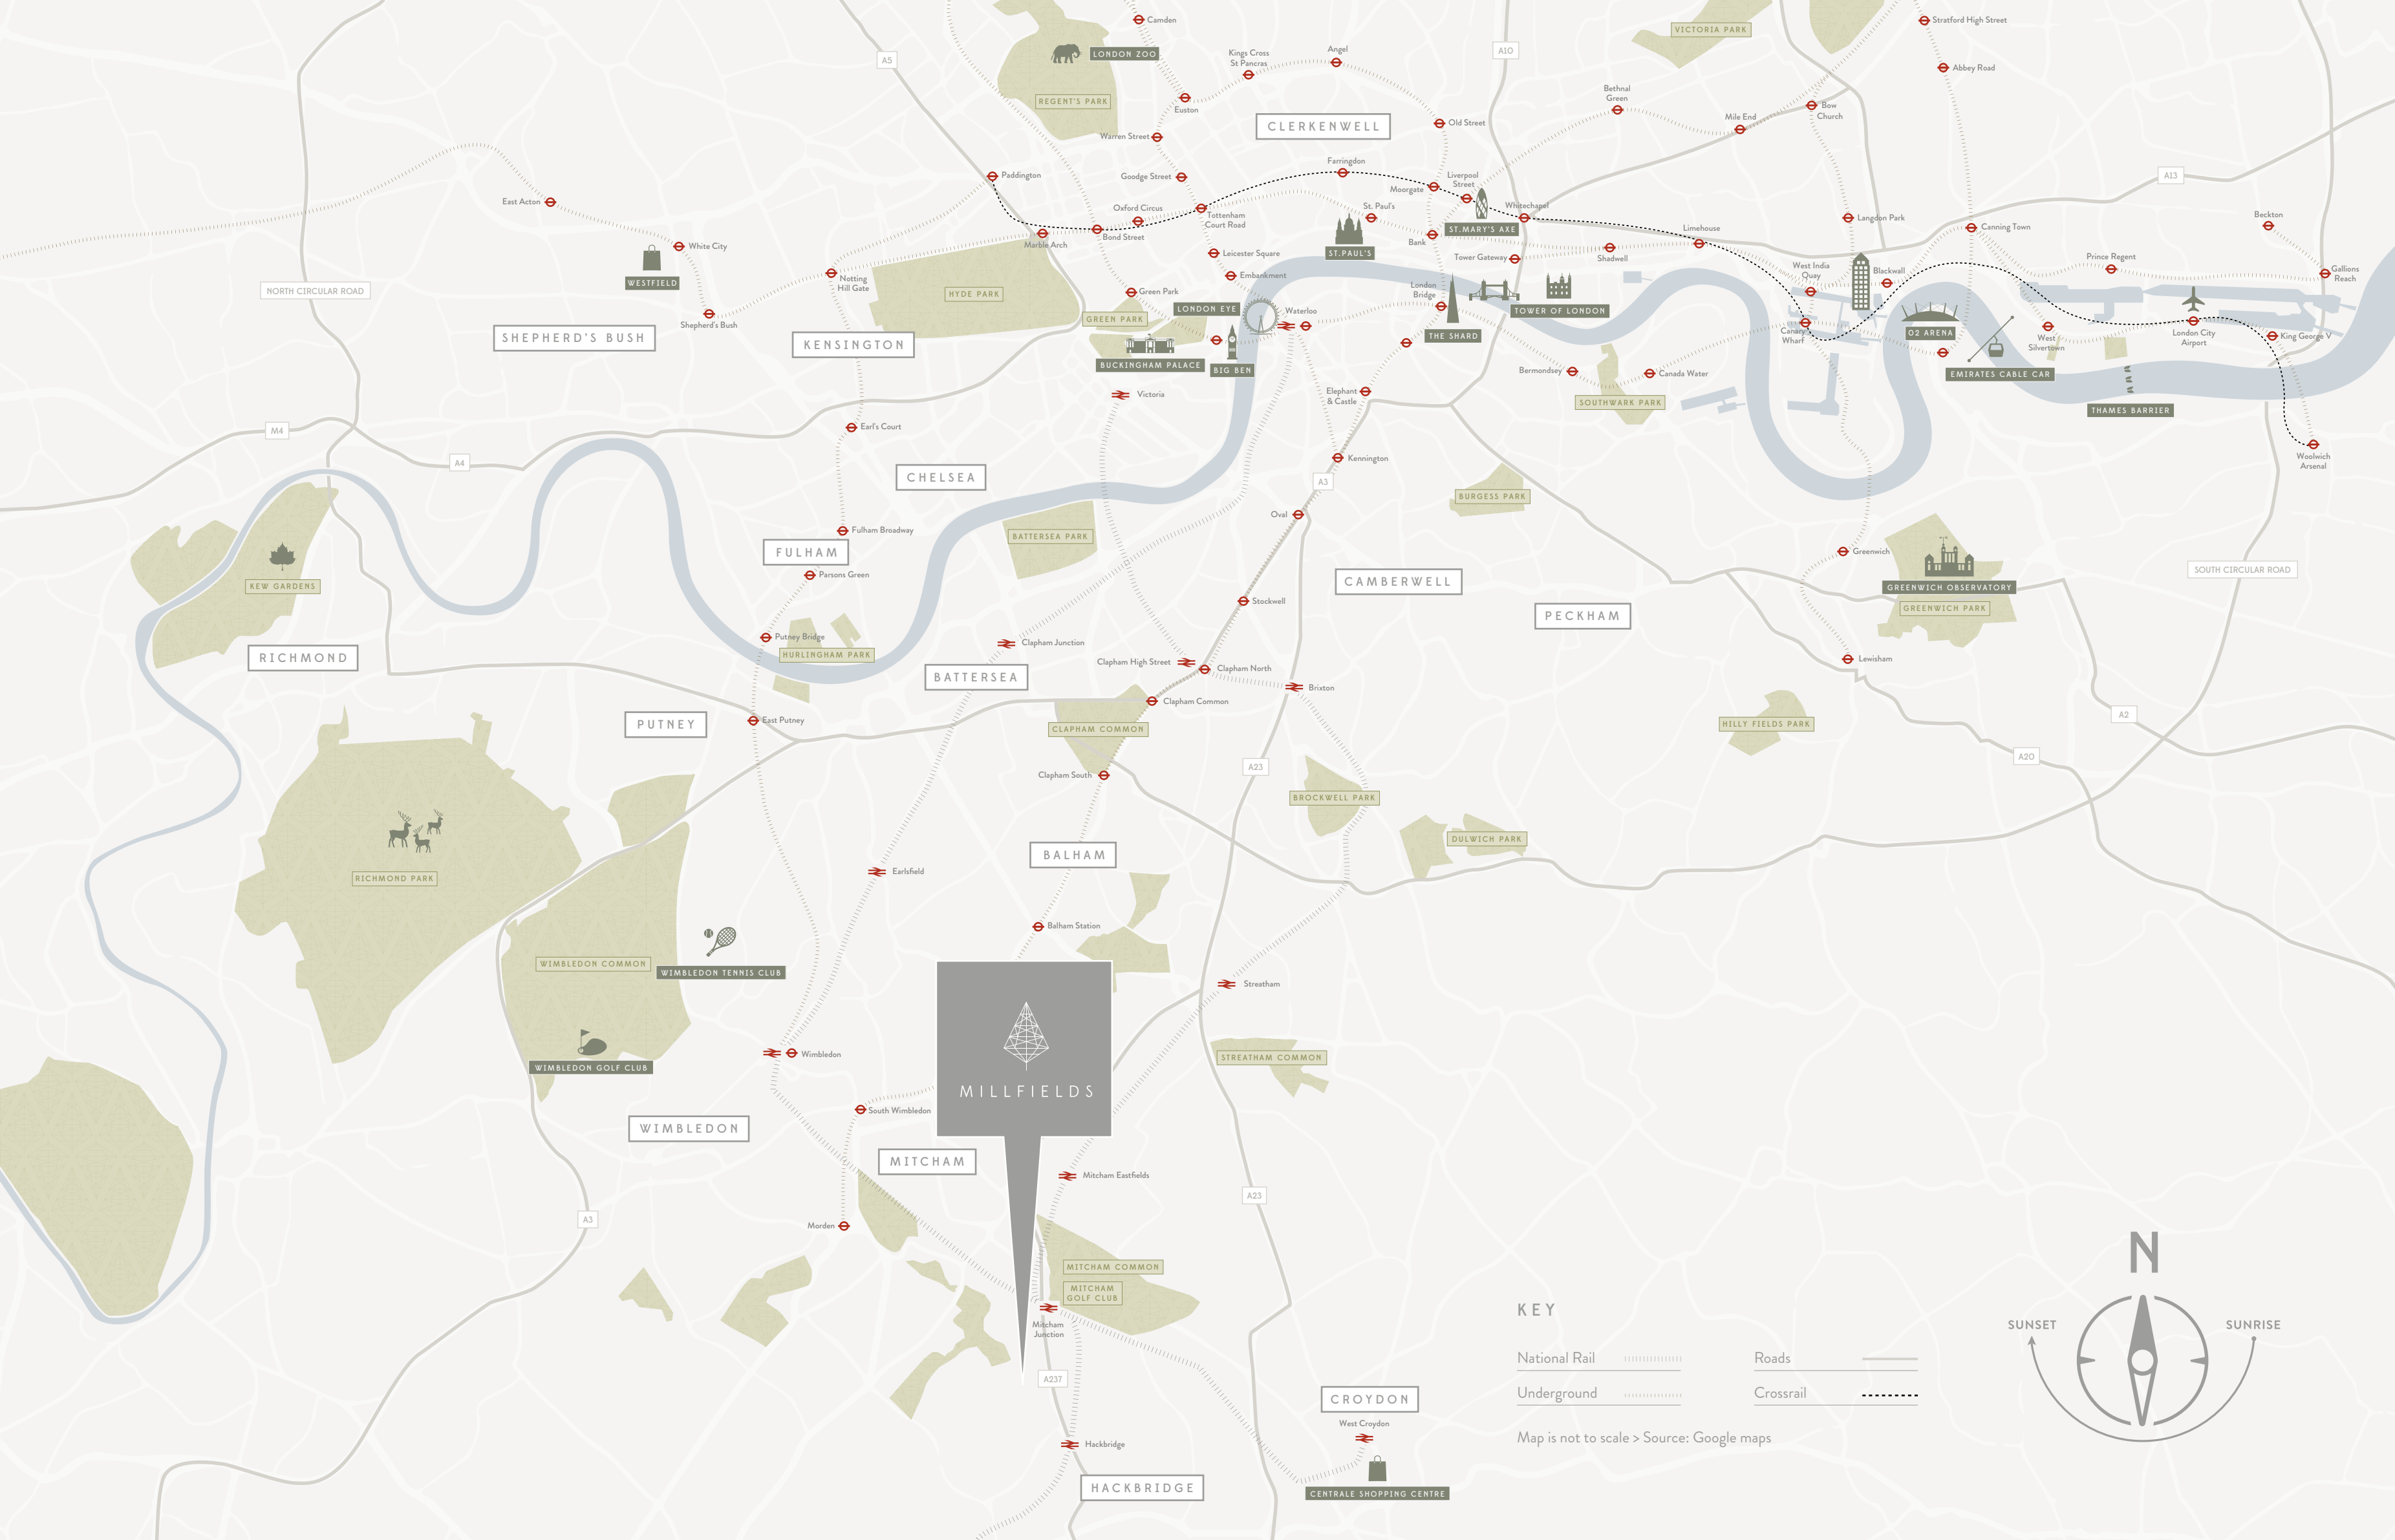 Camden
LONDON ZOO
REGENT'S PARK
A5
Kings Cross
St Pancras
Angel
A10
VICTORIA PARK
Stratford High Street
Abbey Road
Euston
Bethnal
Green
Mile End
Bow
Church
CLERKENWELL
Old Street
Warren Street
Farringdon
Goodge Street
Paddington
Moorgate
Liverpool
Street
A13
East Acton
Oxford Circus
Tottenham
Court Road
St. Paul's
Whitechapel
Langdon Park
Beckton
Bond Street
Marble Arch
ST.MARY'S AXE
Bank
Limehouse
Canning Town
White City
WESTFIELD
Leicester Square
ST.PAUL'S
Tower Gateway
Shadwell
Prince Regent
Gallions
Reach
Embankment
West India
Quay
Blackwall
NORTH CIRCULAR ROAD
Notting
Hill Gate
HYDE PARK
Green Park
London
Bridge
Shepherd's Bush
GREEN PARK
LONDON EYE
Waterloo
TOWER OF LONDON
SHEPHERD'S BUSH
KENSINGTON
THE SHARD
Canary
Wharf
O2 ARENA
West
Silvertown
London City
Airport
King George V
BUCKINGHAM PALACE
BIG BEN
Bermondsey
Canada Water
EMIRATES CABLE CAR
Victoria
Elephant
& Castle
SOUTHWARK PARK
THAMES BARRIER
M4
Earl's Court
A4
Kennington
Woolwich
Arsenal
CHELSEA
A3
BURGESS PARK
Fulham Broadway
Oval
BATTERSEA PARK
FULHAM
Greenwich
KEW GARDENS
Parsons Green
CAMBERWELL
SOUTH CIRCULAR ROAD
GREENWICH OBSERVATORY
GREENWICH PARK
Stockwell
PECKHAM
Putney Bridge
HURLINGHAM PARK
RICHMOND
Clapham Junction
Clapham High Street
Clapham North
Lewisham
BATTERSEA
Brixton
Clapham Common
PUTNEY
East Putney
CLAPHAM COMMON
HILLY FIELDS PARK
A2
A20
Clapham South
A23
BROCKWELL PARK
DULWICH PARK
BALHAM
RICHMOND PARK
Earlsfield
Balham Station
WIMBLEDON COMMON
WIMBLEDON TENNIS CLUB
Streatham
Wimbledon
STREATHAM COMMON
WIMBLEDON GOLF CLUB
MILLFIELDS
South Wimbledon
WIMBLEDON
MITCHAM
Mitcham Eastfields
A23
A3
Morden
MITCHAM COMMON
MITCHAM
GOLF CLUB
Mitcham
Junction
A237
CROYDON
West Croydon
Hackbridge
HACKBRIDGE
CENTRALE SHOPPING CENTRE
KEY
National Rail
Roads
Underground
Crossrail
Map is not to scale > Source: Google maps
N
SUNSET
SUNRISE